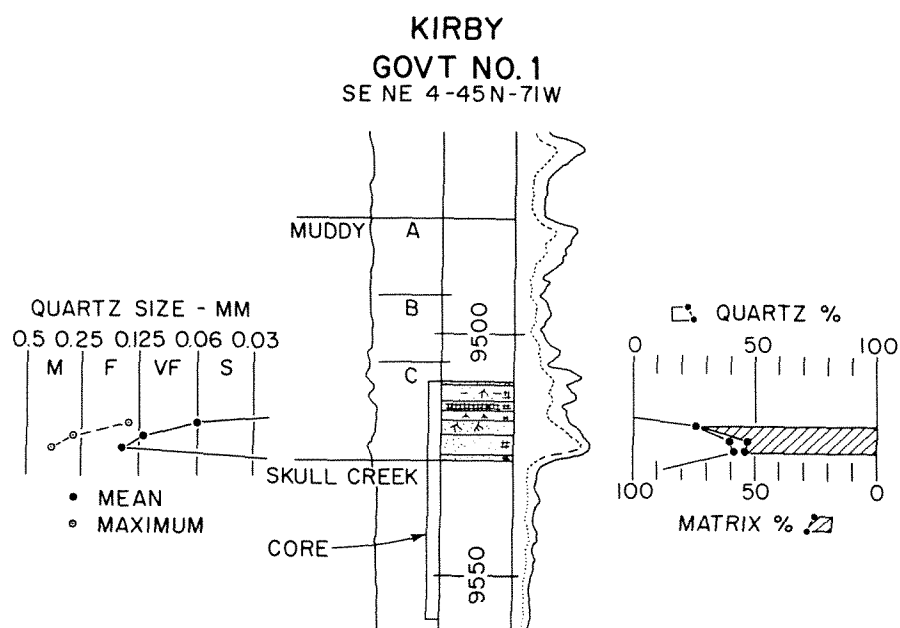 KIRBY
GOVT NO. 1
SE NE 4-45N-71W
MUDDY A
B
9500
C
QUARTZ SIZE - MM
0.5 0.25 0.125 0.06 0.03
M F VF S
• MEAN
MAXIMUM
SKULL CREEK
CORE
9550
QUARTZ %
0 50 100
100 50 0
MATRIX %